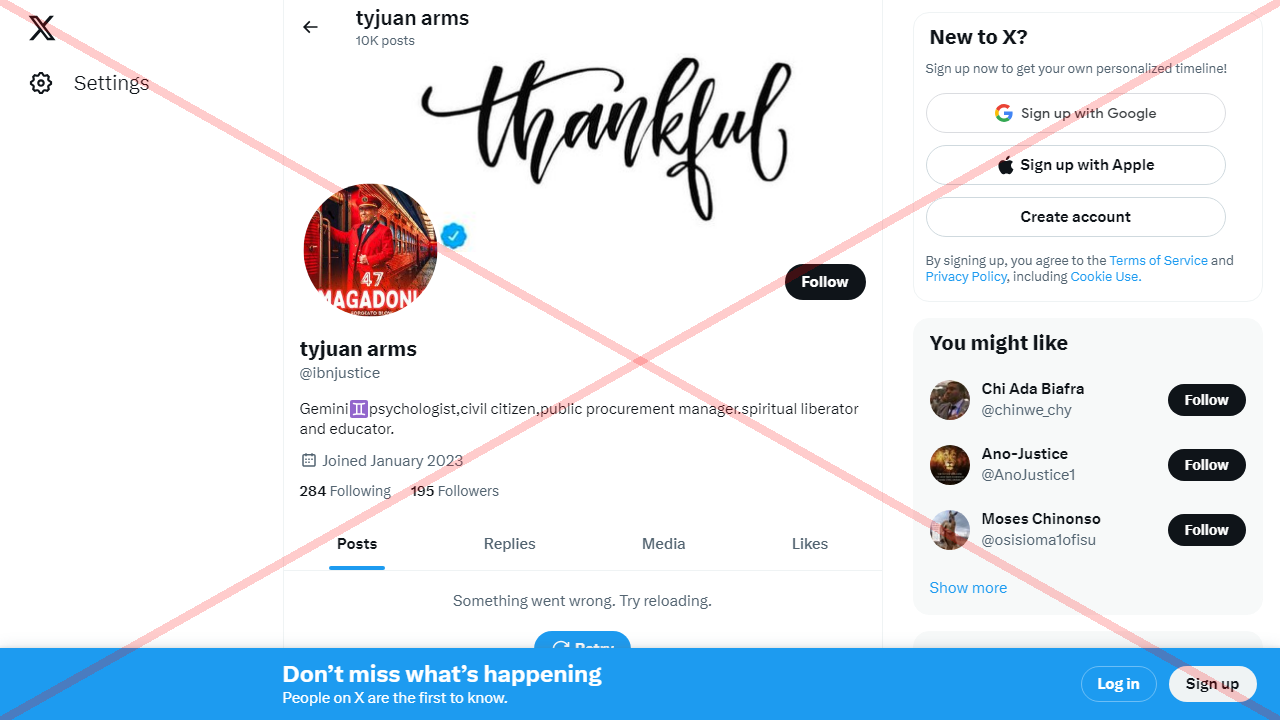 Settings
tyjuan arms
10K posts
thankful
47
MAGADONI
tyjuan arms
@ibnjustice
Follow
Gemini♊psychologist,civil citizen,public procurement manager.spiritual liberator
and educator.
Joined January 2023
284 Following 195 Followers
Posts Replies Media Likes
Something went wrong. Try reloading.
Retry
New to X?
Sign up now to get your own personalized timeline!
Sign up with Google
Sign up with Apple
Create account
By signing up, you agree to the Terms of Service and
Privacy Policy, including Cookie Use.
You might like
Chi Ada Biafra
@chinwe_chy
Follow
Ano-Justice
@AnoJustice1
Follow
Moses Chinonso
@osisioma1ofisu
Follow
Show more
Don’t miss what’s happening
People on X are the first to know.
Log in
Sign up